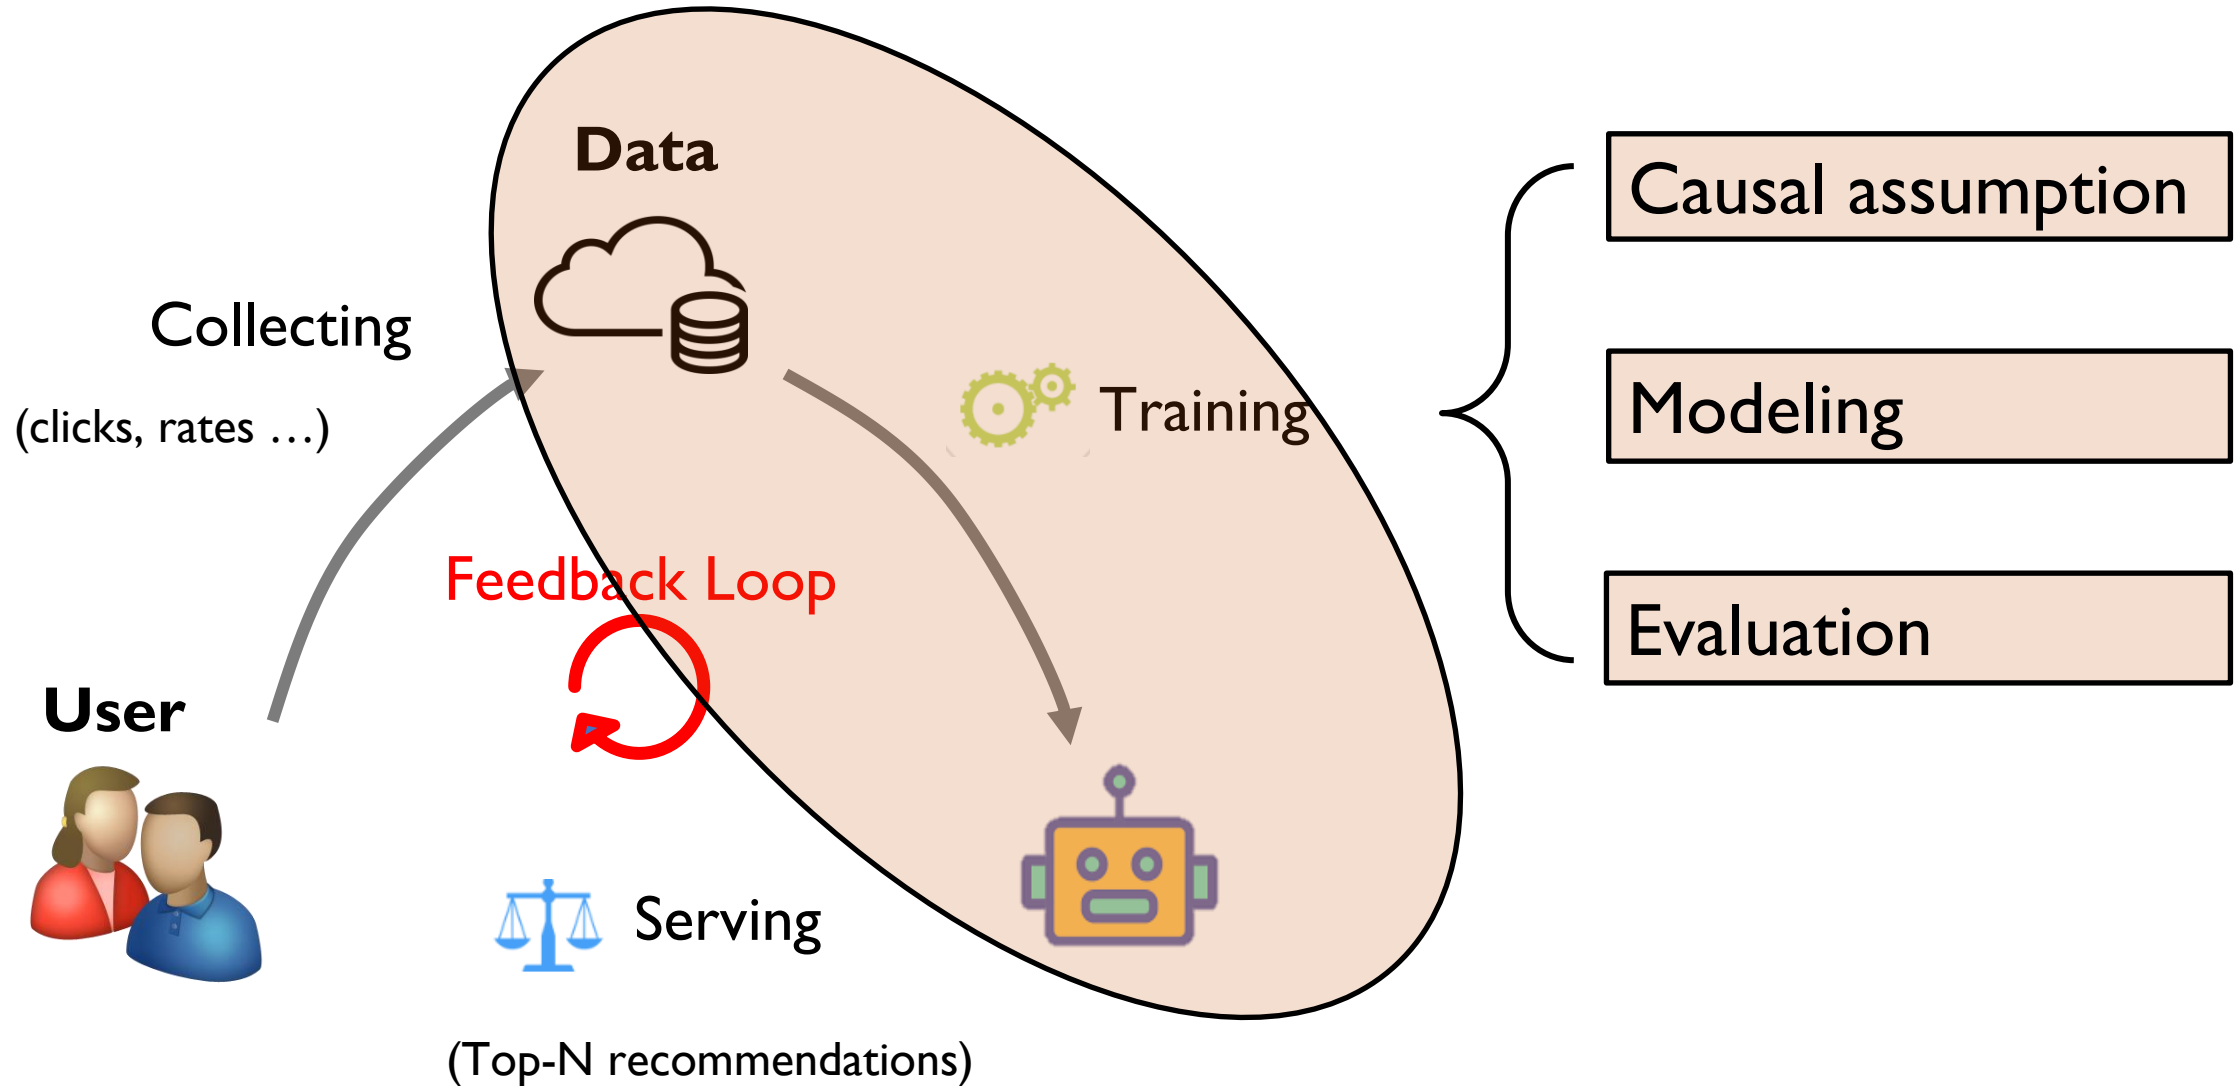 Data
Collecting
(clicks, rates …)
Training
Feedback Loop
User
Serving
(Top-N recommendations)
Causal assumption
Modeling
Evaluation